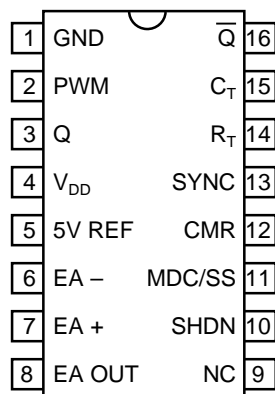 1 GND Q̅ 16
2 PWM C_T 15
3 Q R_T 14
4 V_DD SYNC 13
5 5V REF CMR 12
6 EA – MDC/SS 11
7 EA + SHDN 10
8 EA OUT NC 9